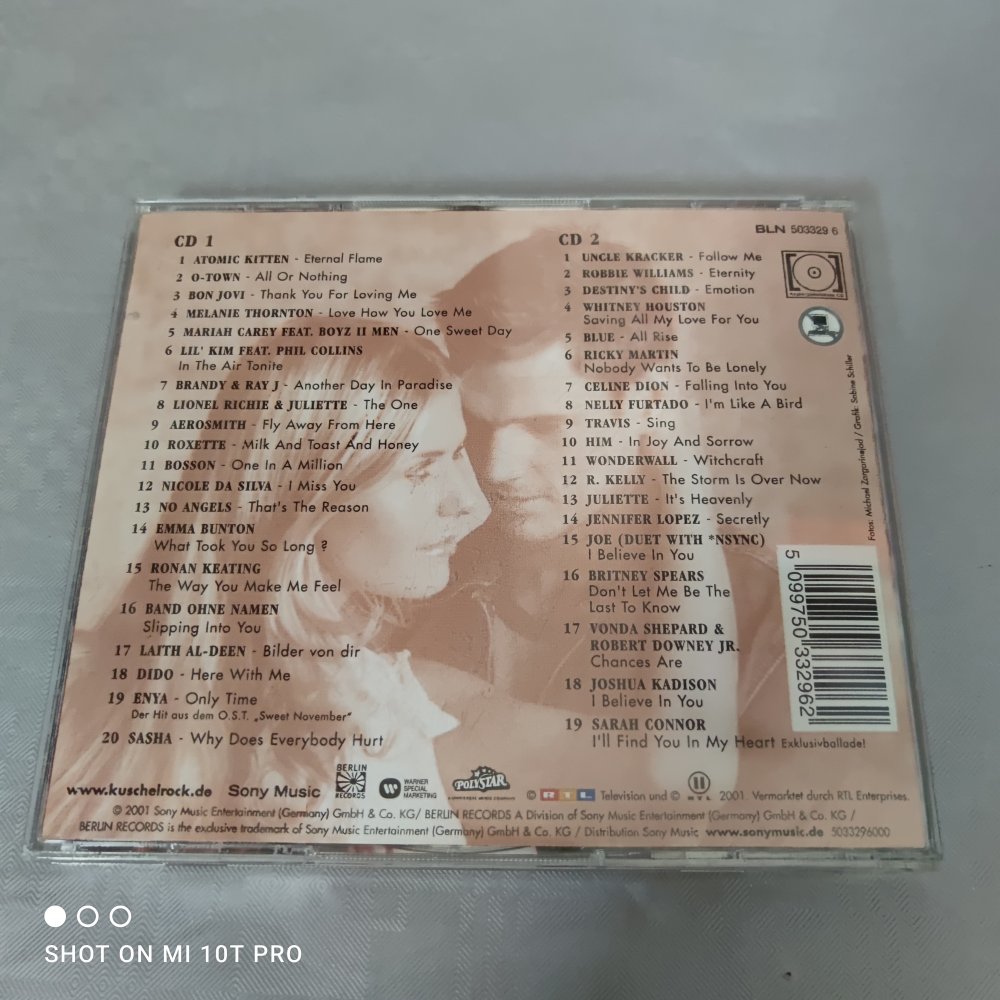 CD 1
1 ATOMIC KITTEN - Eternal Flame
2 O-TOWN - All Or Nothing
3 BON JOVI - Thank You For Loving Me
4 MELANIE THORNTON - Love How You Love Me
5 MARIAH CAREY FEAT. BOYZ II MEN - One Sweet Day
6 LIL' KIM FEAT. PHIL COLLINS
In The Air Tonite
7 BRANDY & RAY J - Another Day In Paradise
8 LIONEL RICHIE & JULIETTE - The One
9 AEROSMITH - Fly Away From Here
10 ROXETTE - Milk And Toast And Honey
11 BOSSON - One In A Million
12 NICOLE DA SILVA - I Miss You
13 NO ANGELS - That's The Reason
14 EMMA BUNTON
What Took You So Long ?
15 RONAN KEATING
The Way You Make Me Feel
16 BAND OHNE NAMEN
Slipping Into You
17 LAITH AL-DEEN - Bilder von dir
18 DIDO - Here With Me
19 ENYA - Only Time
Der Hit aus dem O.S.T. „Sweet November"
20 SASHA - Why Does Everybody Hurt
CD 2
1 UNCLE KRACKER - Follow Me
2 ROBBIE WILLIAMS - Eternity
3 DESTINY'S CHILD - Emotion
4 WHITNEY HOUSTON
Saving All My Love For You
5 BLUE - All Rise
6 RICKY MARTIN
Nobody Wants To Be Lonely
7 CELINE DION - Falling Into You
8 NELLY FURTADO - I'm Like A Bird
9 TRAVIS - Sing
10 HIM - In Joy And Sorrow
11 WONDERWALL - Witchcraft
12 R. KELLY - The Storm Is Over Now
13 JULIETTE - It's Heavenly
14 JENNIFER LOPEZ - Secretly
15 JOE (DUET WITH *NSYNC)
I Believe In You
16 BRITNEY SPEARS
Don't Let Me Be The
Last To Know
17 VONDA SHEPARD &
ROBERT DOWNEY JR.
Chances Are
18 JOSHUA KADISON
I Believe In You
19 SARAH CONNOR
I'll Find You In My Heart Exklusivballade!
BLN 503329 6
Fotos: Michael / Grafik: Sabine Schiller
5 099750 332962
www.kuschelrock.de Sony Music
BERLIN
RECORDS
WARNER
SPECIAL
MARKETING
POLYSTAR
© RTL Television und © RTL 2001. Vermarktet durch RTL Enterprises.
© 2001 Sony Music Entertainment (Germany) GmbH & Co. KG/ BERLIN RECORDS A Division of Sony Music Entertainment (Germany) GmbH & Co. KG /
BERLIN RECORDS is the exclusive trademark of Sony Music Entertainment (Germany) GmbH & Co. KG / Distribution Sony Music www.sonymusic.de 5033296000
SHOT ON MI 10T PRO